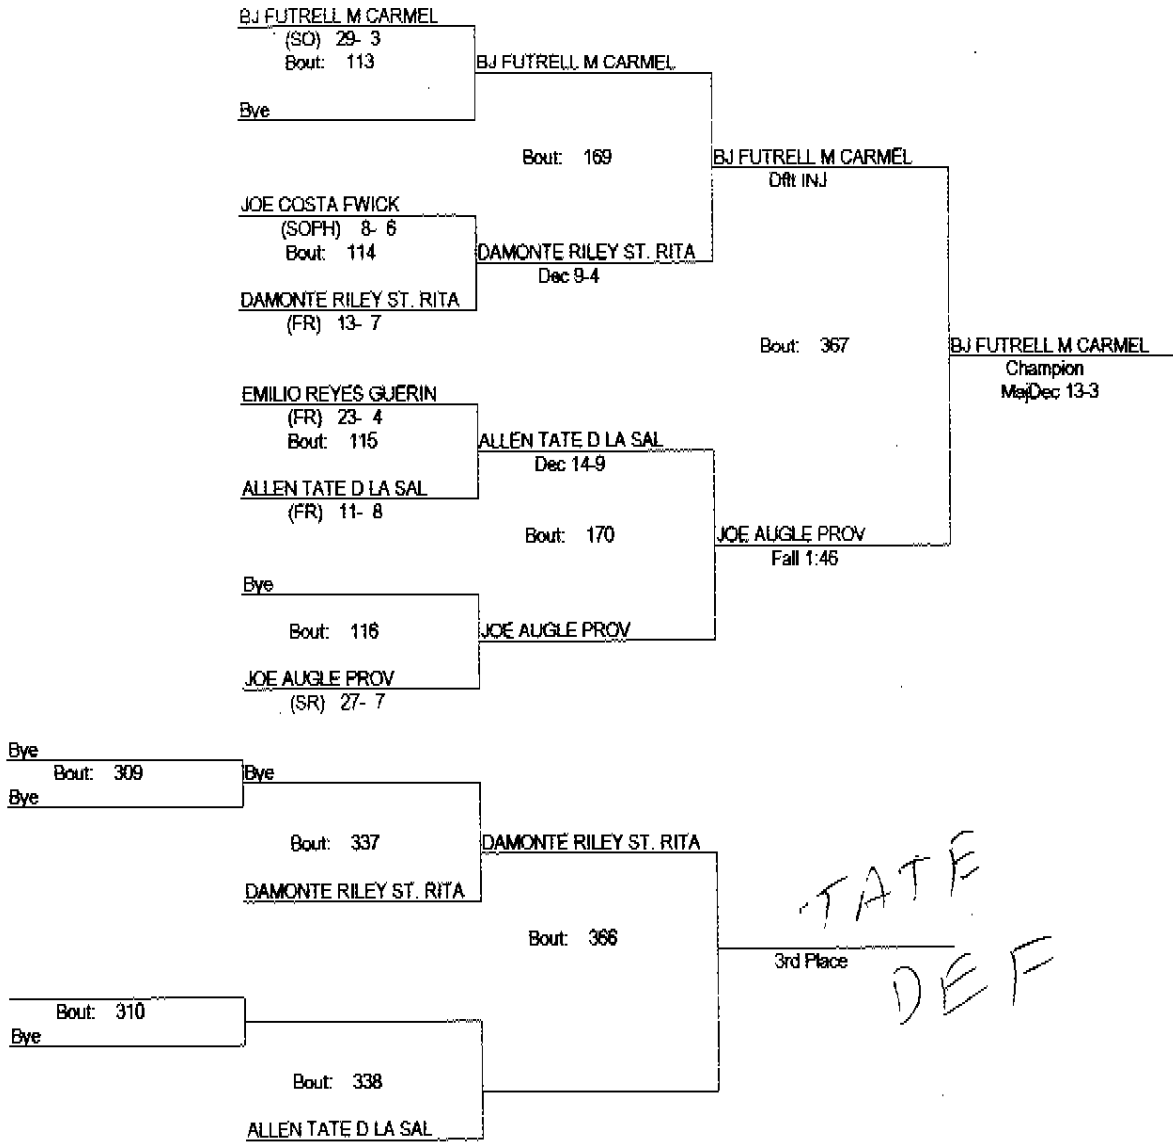 BJ FUTRELL M CARMEL
(SO) 29- 3
Bout: 113
BJ FUTRELL M CARMEL
Bye
Bout: 169
BJ FUTRELL M CARMEL
Dflt INJ
JOE COSTA FWICK
(SOPH) 8- 6
Bout: 114
DAMONTE RILEY ST. RITA
Dec 9-4
DAMONTE RILEY ST. RITA
(FR) 13- 7
Bout: 367
BJ FUTRELL M CARMEL
Champion
MajDec 13-3
EMILIO REYES GUERIN
(FR) 23- 4
Bout: 115
ALLEN TATE D LA SAL
Dec 14-9
ALLEN TATE D LA SAL
(FR) 11- 8
Bout: 170
JOE AUGLE PROV
Fall 1:46
Bye
Bout: 116
JOE AUGLE PROV
JOE AUGLE PROV
(SR) 27- 7
Bye
Bout: 309
Bye
Bye
Bout: 337
DAMONTE RILEY ST. RITA
DAMONTE RILEY ST. RITA
Bout: 366
TATE
3rd Place
DEF
Bout: 310
Bye
Bout: 338
ALLEN TATE D LA SAL